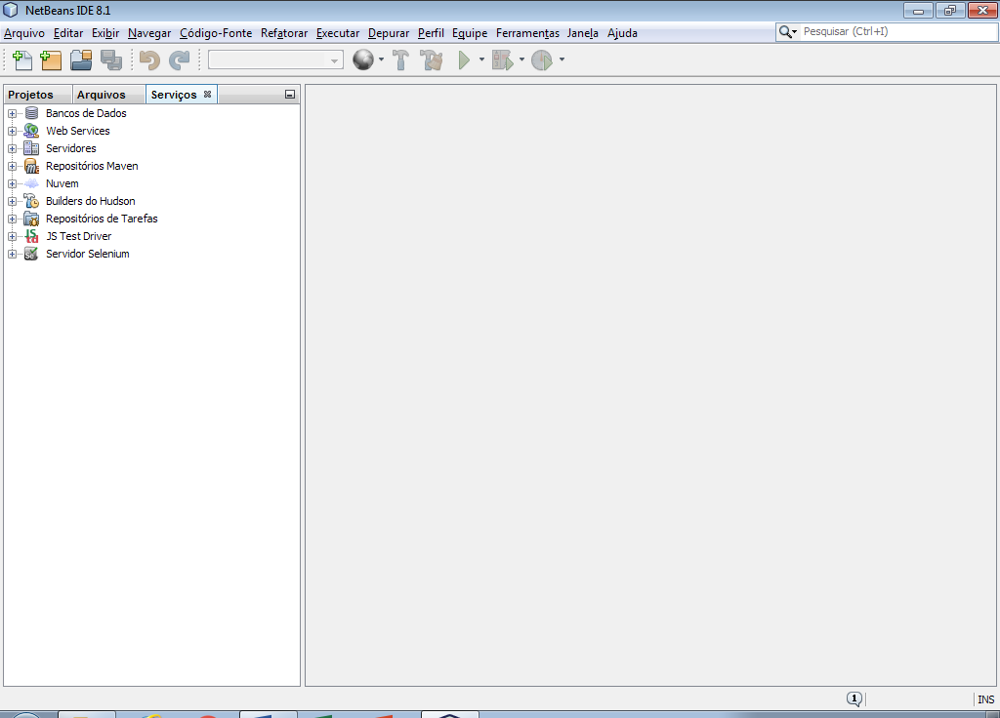 NetBeans IDE 8.1
Arquivo Editar Exibir Navegar Código-Fonte Refatorar Executar Depurar Perfil Equipe Ferramentas Janela Ajuda
Pesquisar (Ctrl+I)
Projetos Arquivos Serviços
Bancos de Dados
Web Services
Servidores
Repositórios Maven
Nuvem
Builders do Hudson
Repositórios de Tarefas
JS Test Driver
Servidor Selenium
1
INS